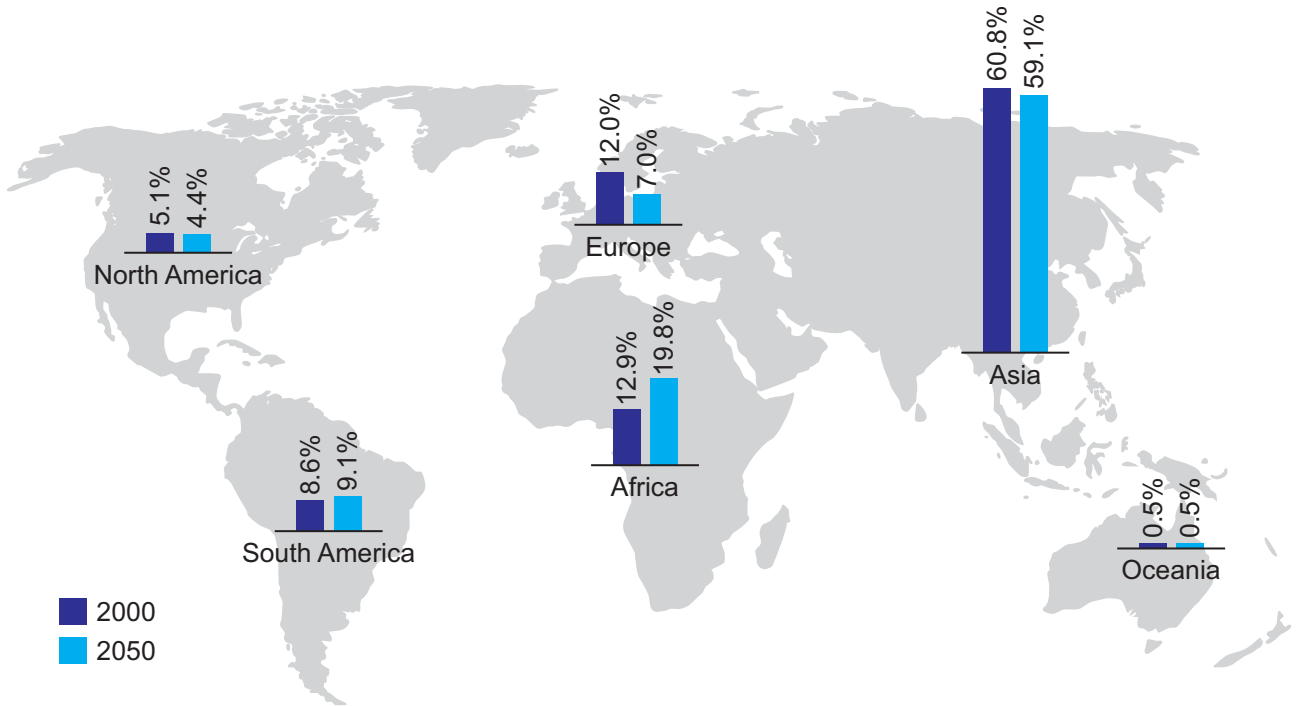 5.1%
4.4%
North America
12.0%
7.0%
Europe
60.8%
59.1%
Asia
12.9%
19.8%
Africa
8.6%
9.1%
South America
0.5%
0.5%
Oceania
2000
2050